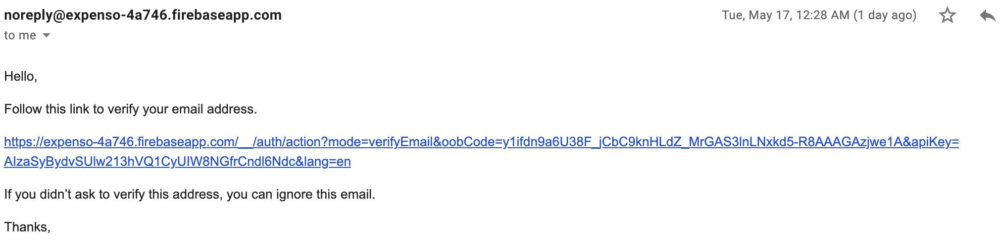 noreply@expenso-4a746.firebaseapp.com
Tue, May 17, 12:28 AM (1 day ago)
to me
Hello,
Follow this link to verify your email address.
https://expenso-4a746.firebaseapp.com/__/auth/action?mode=verifyEmail&oobCode=y1ifdn9a6U38F_jCbC9knHLdZ_MrGAS3lnLNxkd5-R8AAAGAzjwe1A&apiKey=
AIzaSyBydvSUlw213hVQ1CyUIW8NGfrCndl6Ndc&lang=en
If you didn’t ask to verify this address, you can ignore this email.
Thanks,